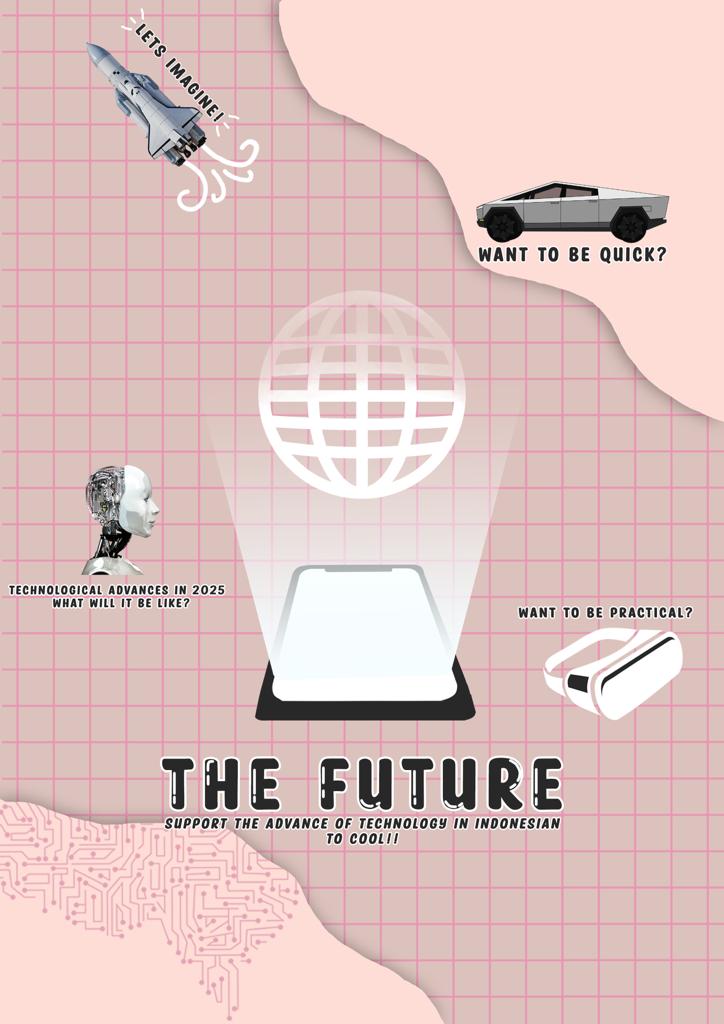 LETS IMAGINE!
WANT TO BE QUICK?
TECHNOLOGICAL ADVANCES IN 2025
WHAT WILL IT BE LIKE?
WANT TO BE PRACTICAL?
THE FUTURE
SUPPORT THE ADVANCE OF TECHNOLOGY IN INDONESIAN
TO COOL!!